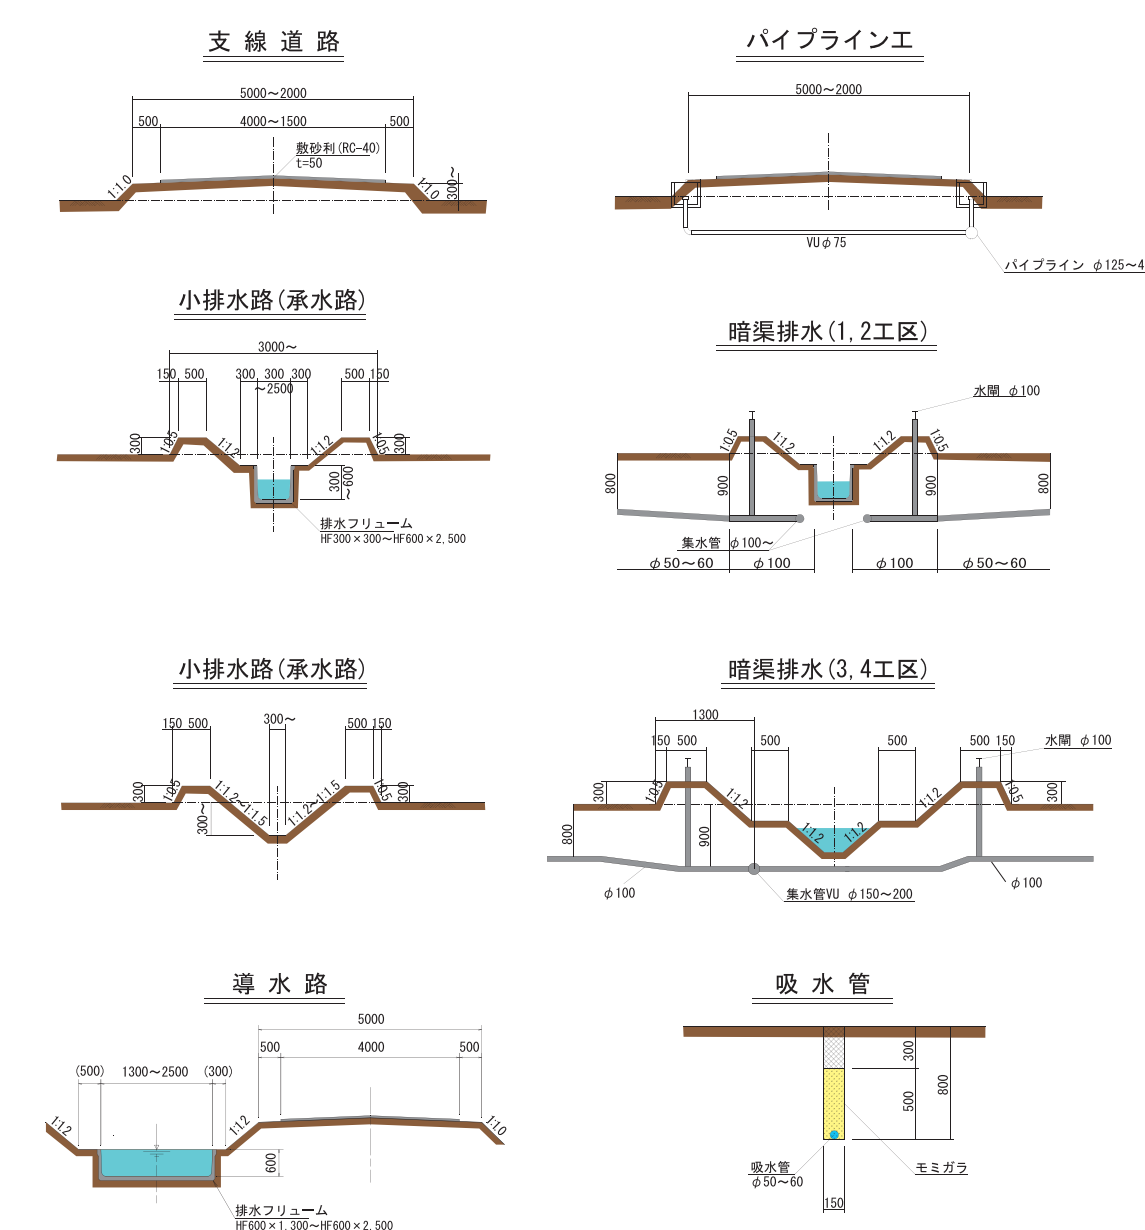 支線道路
5000～2000
500 4000～1500 500
敷砂利(RC-40)
t=50
1:1.0
1:1.0
300～
パイプライン工
5000～2000
VUφ75
パイプライン φ125～4
小排水路(承水路)
3000～
150 500 300 300 300 500 150
～2500
300
1:0.5
1:1.2
1:1.2
1:0.5
300
300
～600
排水フリューム
HF300×300～HF600×2,500
暗渠排水(1,2工区)
水閘 φ100
1:0.5
1:1.2
1:1.2
1:0.5
800
900
900
800
集水管 φ100～
φ50～60 φ100 φ100 φ50～60
小排水路(承水路)
150 500 300～ 500 150
300
1:0.5
1:1.2～1:1.5
1:1.2～1:1.5
1:0.5
300
300～
暗渠排水(3,4工区)
1300
150 500 500 500 500 150
水閘 φ100
300
1:0.5
1:1.2
1:1.2
1:0.5
300
800
900
1:1.2
1:1.2
φ100
集水管VU φ150～200
φ100
導水路
5000
500 4000 500
(500) 1300～2500 (300)
1:1.2
1:1.2
1:1.0
600
排水フリューム
HF600×1,300～HF600×2,500
吸水管
300
500
800
吸水管
φ50～60
モミガラ
150